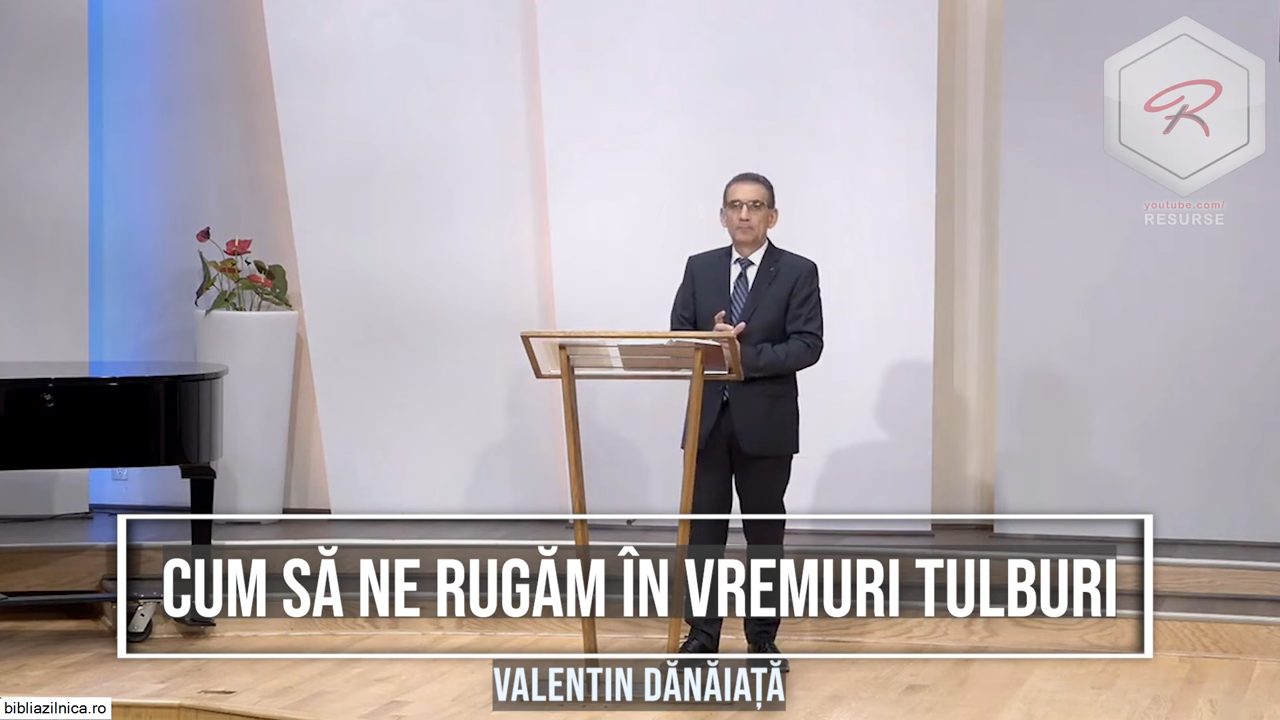 R
youtube.com/
RESURSE
CUM SĂ NE RUGĂM ÎN VREMURI TULBURI
VALENTIN DĂNĂIAȚĂ
bibliazilnica.ro